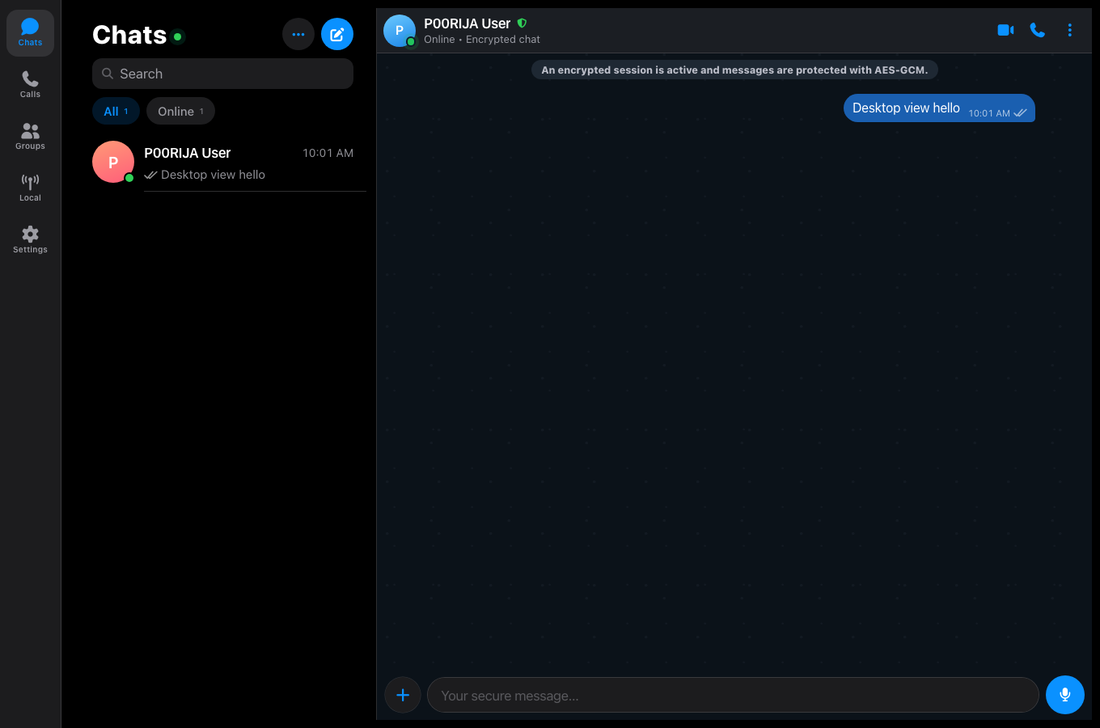 Chats
Calls
Groups
Local
Settings
Chats
Search
All 1
Online 1
P
P00RIJA User
10:01 AM
Desktop view hello
P
P00RIJA User
Online • Encrypted chat
An encrypted session is active and messages are protected with AES-GCM.
Desktop view hello 10:01 AM
Your secure message...